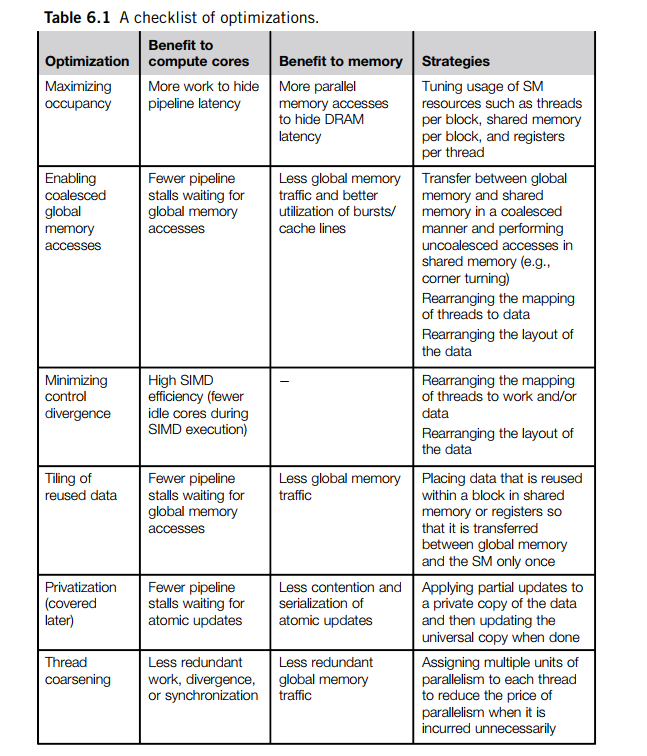 Table 6.1 A checklist of optimizations.
Optimization
Benefit to
compute cores
Benefit to memory
Strategies
Maximizing
occupancy
More work to hide
pipeline latency
More parallel
memory accesses
to hide DRAM
latency
Tuning usage of SM
resources such as threads
per block, shared memory
per block, and registers
per thread
Enabling
coalesced
global
memory
accesses
Fewer pipeline
stalls waiting for
global memory
accesses
Less global memory
traffic and better
utilization of bursts/
cache lines
Transfer between global
memory and shared
memory in a coalesced
manner and performing
uncoalesced accesses in
shared memory (e.g.,
corner turning)
Rearranging the mapping
of threads to data
Rearranging the layout of
the data
Minimizing
control
divergence
High SIMD
efficiency (fewer
idle cores during
SIMD execution)
–
Rearranging the mapping
of threads to work and/or
data
Rearranging the layout of
the data
Tiling of
reused data
Fewer pipeline
stalls waiting for
global memory
accesses
Less global memory
traffic
Placing data that is reused
within a block in shared
memory or registers so
that it is transferred
between global memory
and the SM only once
Privatization
(covered
later)
Fewer pipeline
stalls waiting for
atomic updates
Less contention and
serialization of
atomic updates
Applying partial updates to
a private copy of the data
and then updating the
universal copy when done
Thread
coarsening
Less redundant
work, divergence,
or synchronization
Less redundant
global memory
traffic
Assigning multiple units of
parallelism to each thread
to reduce the price of
parallelism when it is
incurred unnecessarily